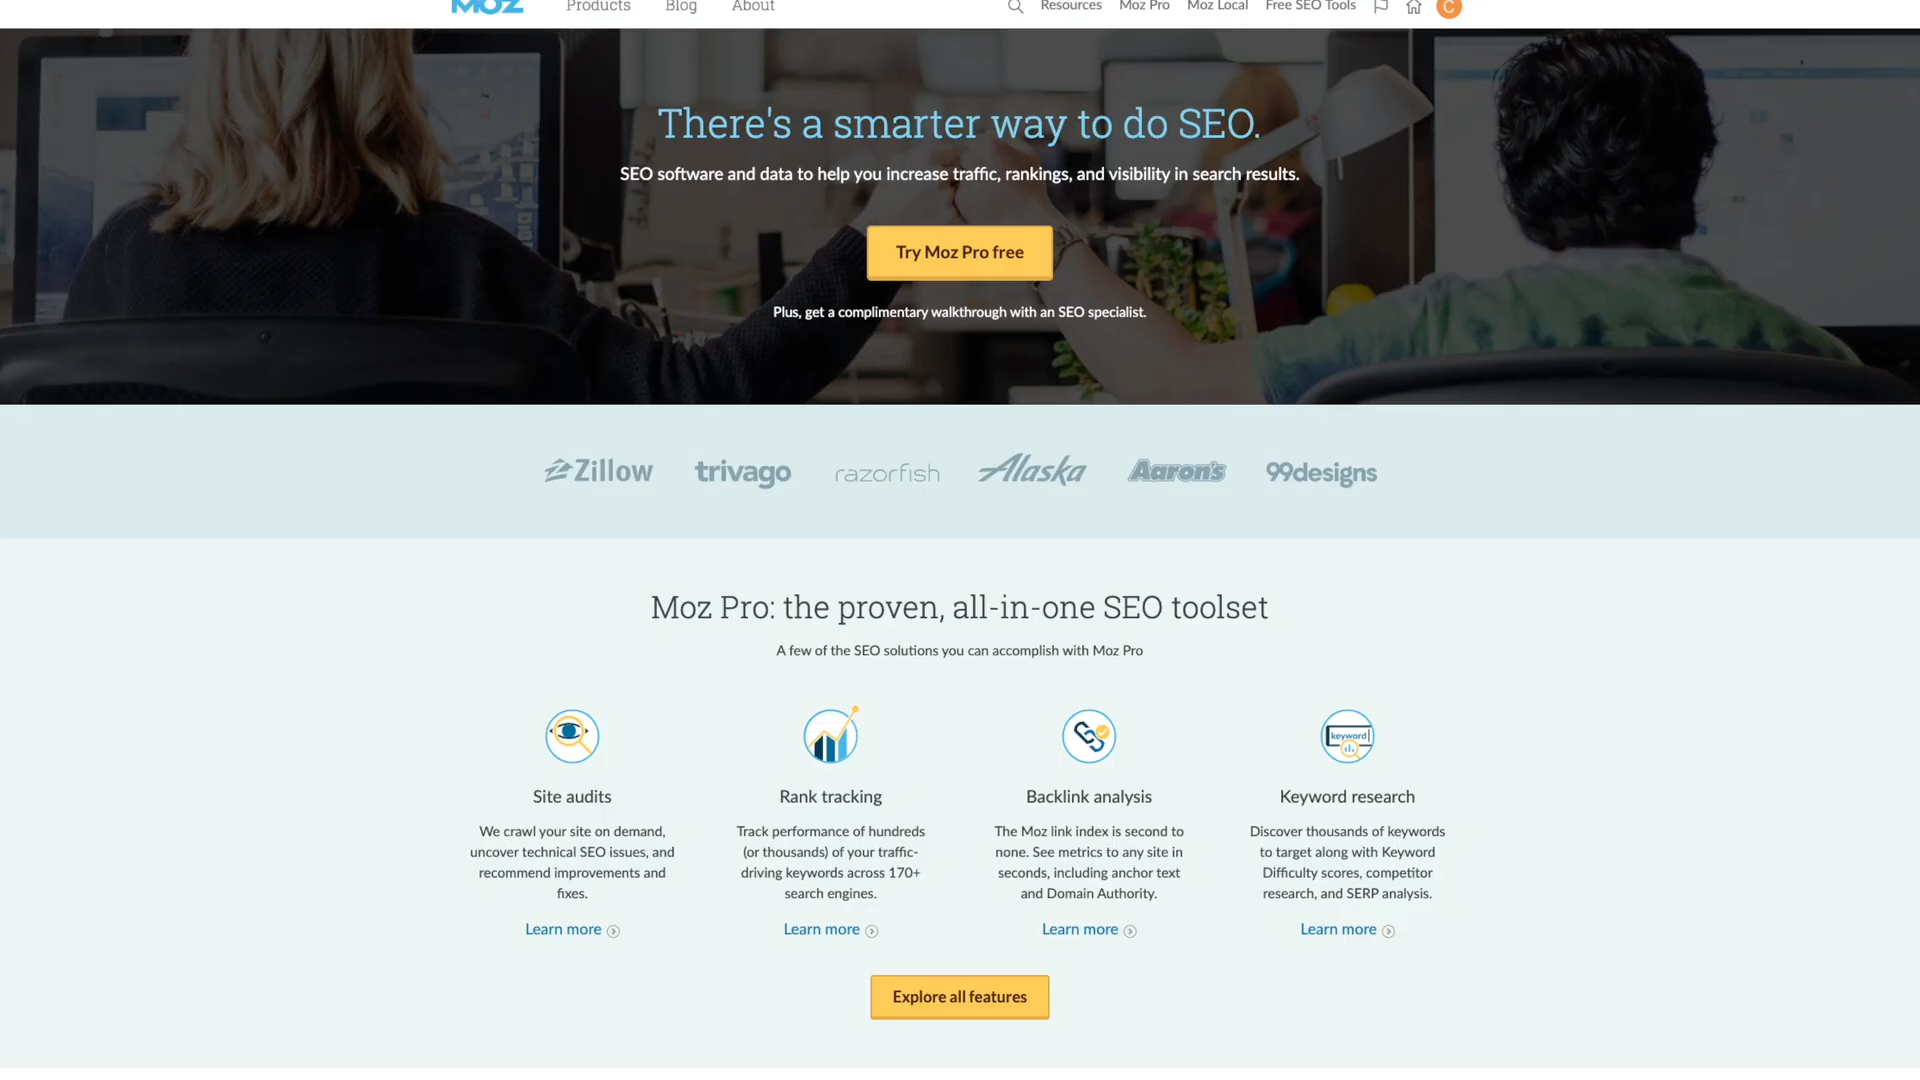 MOZ Products Blog About Resources Moz Pro Moz Local Free SEO Tools C
There's a smarter way to do SEO.
SEO software and data to help you increase traffic, rankings, and visibility in search results.
Try Moz Pro free
Plus, get a complimentary walkthrough with an SEO specialist.
Zillow trivago razorfish Alaska Aaron's 99designs
Moz Pro: the proven, all-in-one SEO toolset
A few of the SEO solutions you can accomplish with Moz Pro
keyword
Site audits
We crawl your site on demand,
uncover technical SEO issues, and
recommend improvements and
fixes.
Learn more
Rank tracking
Track performance of hundreds
(or thousands) of your traffic-
driving keywords across 170+
search engines.
Learn more
Backlink analysis
The Moz link index is second to
none. See metrics to any site in
seconds, including anchor text
and Domain Authority.
Learn more
Keyword research
Discover thousands of keywords
to target along with Keyword
Difficulty scores, competitor
research, and SERP analysis.
Learn more
Explore all features